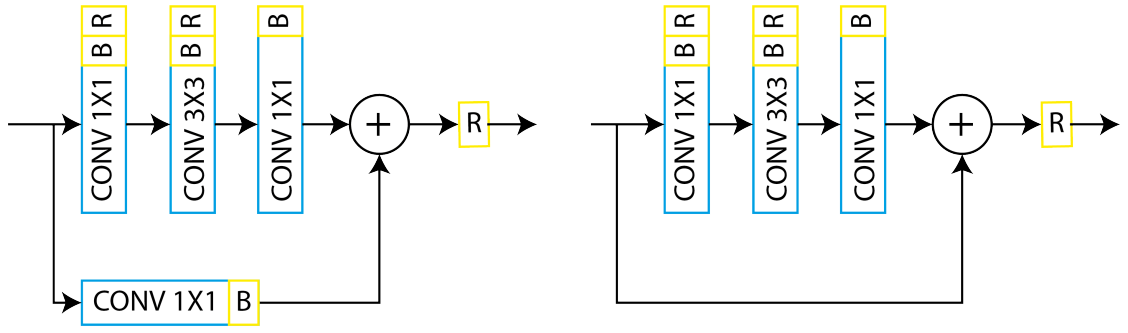 CONV 1X1 B R
CONV 3X3 B R
CONV 1X1 B
+
R
CONV 1X1 B
CONV 1X1 B R
CONV 3X3 B R
CONV 1X1 B
+
R